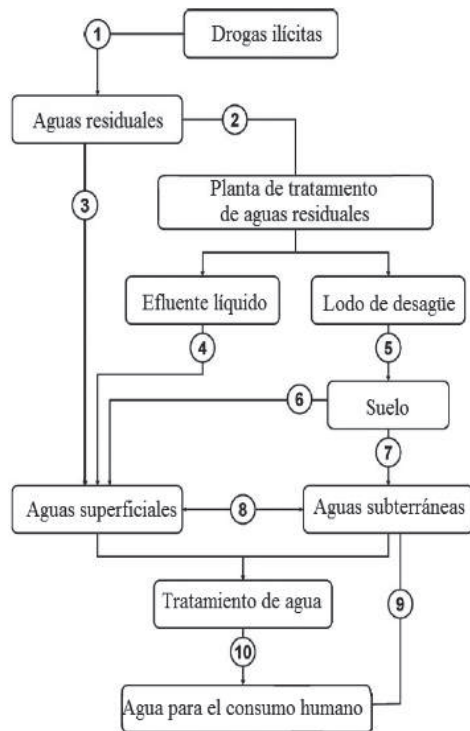 1
Drogas ilícitas
Aguas residuales
2
3
Planta de tratamiento
de aguas residuales
Efluente líquido
Lodo de desagüe
4
5
6
Suelo
7
Aguas superficiales
8
Aguas subterráneas
Tratamiento de agua
9
10
Agua para el consumo humano